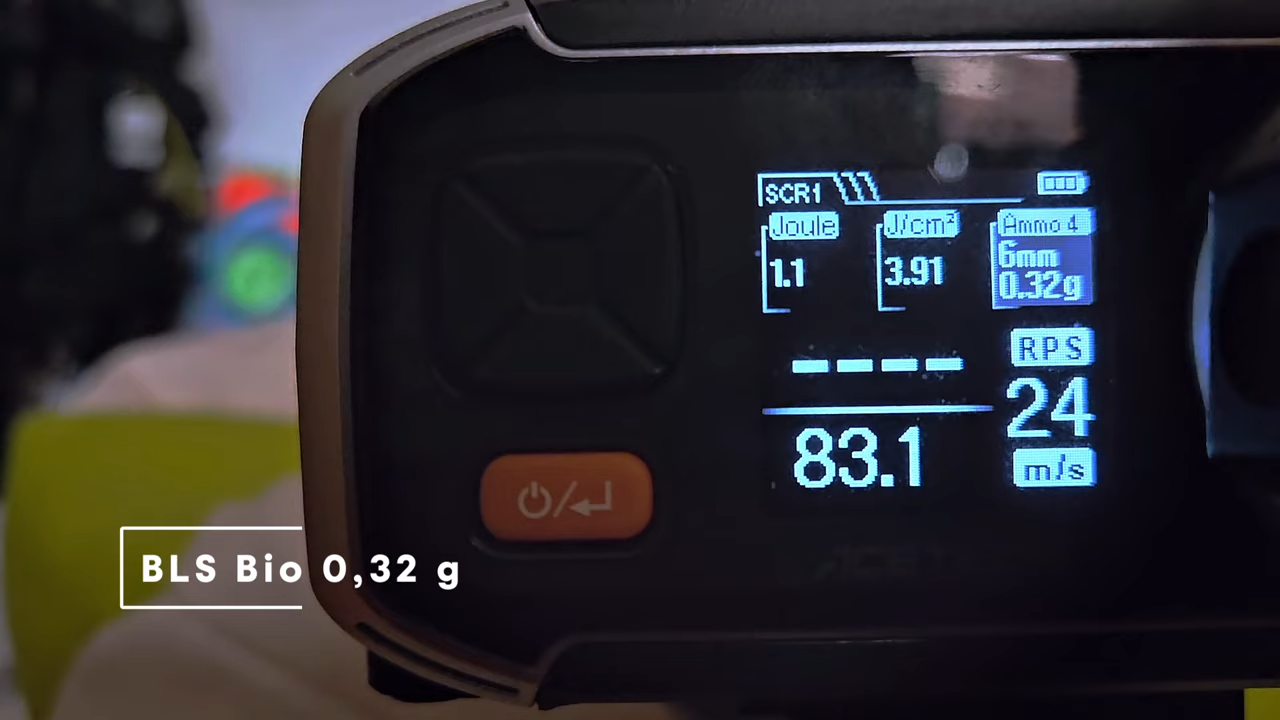 SCR1
Joule
J/cm²
Ammo 4
1.1
3.91
6mm
0.32g
RPS
24
83.1
m/s
BLS Bio 0,32 g